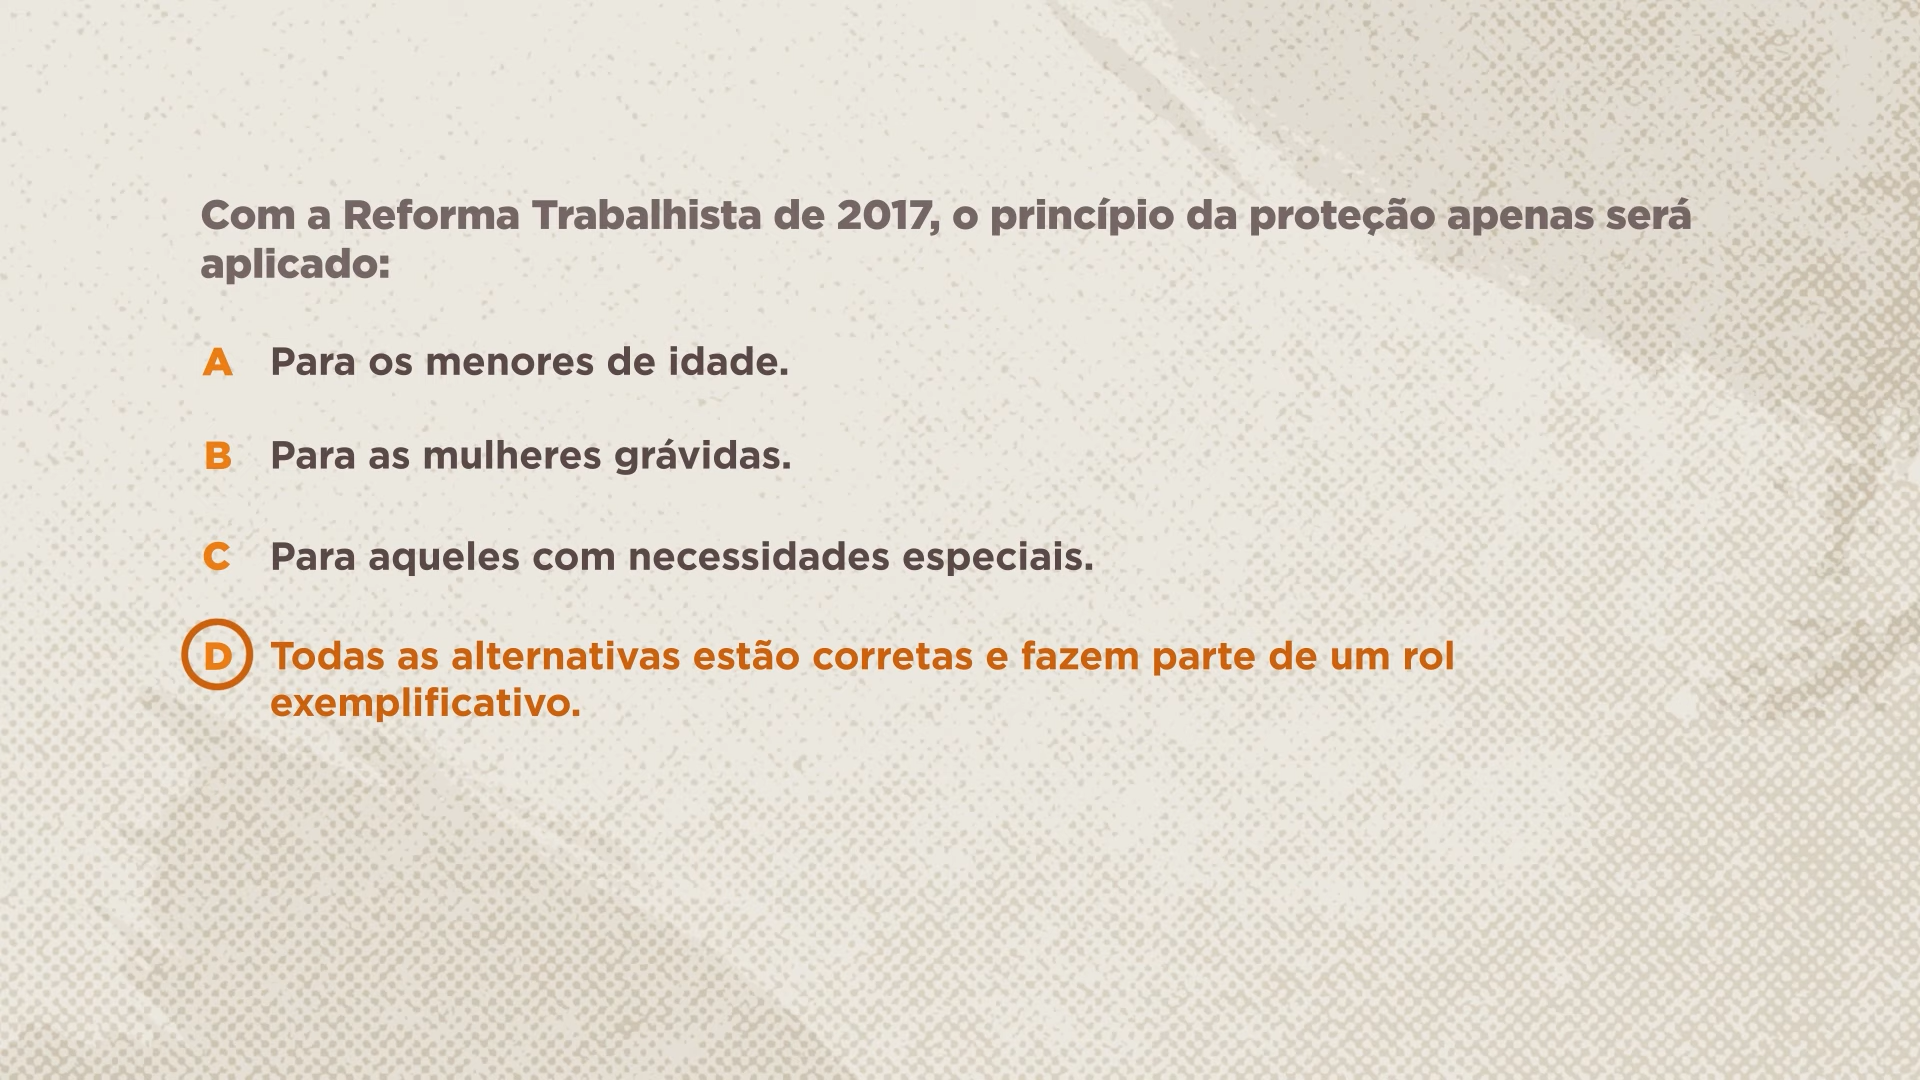 Com a Reforma Trabalhista de 2017, o princípio da proteção apenas será
aplicado:
A Para os menores de idade.
B Para as mulheres grávidas.
C Para aqueles com necessidades especiais.
D Todas as alternativas estão corretas e fazem parte de um rol
exemplificativo.